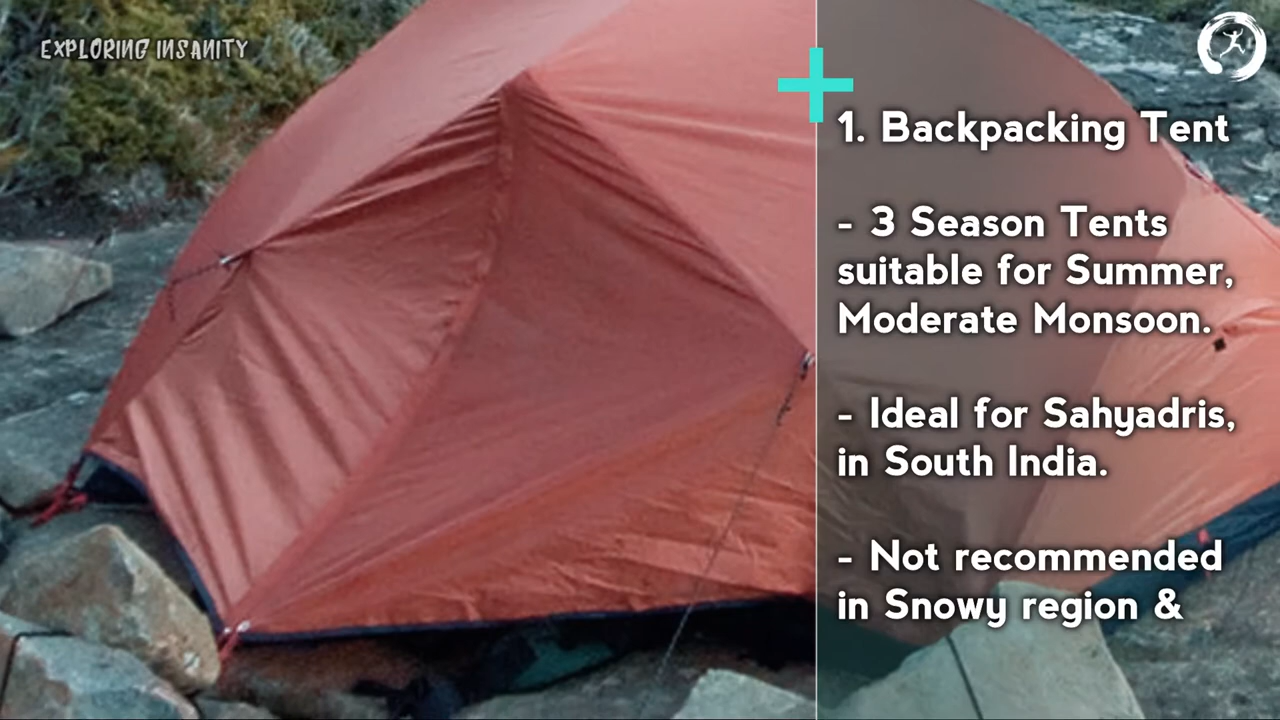 EXPLORING INSANITY
1. Backpacking Tent
- 3 Season Tents
suitable for Summer,
Moderate Monsoon.
- Ideal for Sahyadris,
in South India.
- Not recommended
in Snowy region &